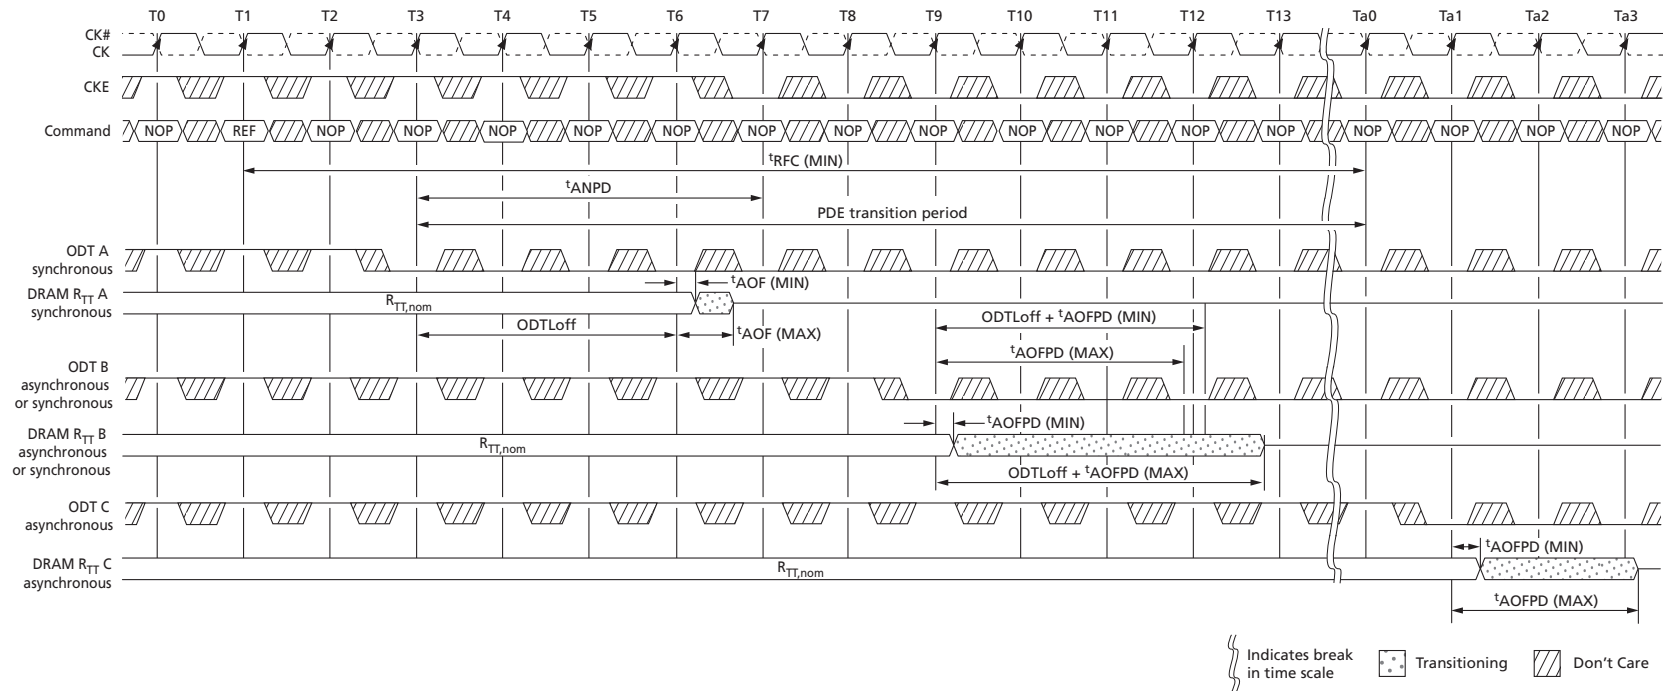 T0 T1 T2 T3 T4 T5 T6 T7 T8 T9 T10 T11 T12 T13 Ta0 Ta1 Ta2 Ta3
CK#
CK
CKE
Command NOP REF NOP NOP NOP NOP NOP NOP NOP NOP NOP NOP NOP NOP NOP NOP NOP NOP
tRFC (MIN)
tANPD
PDE transition period
ODT A
synchronous
tAOF (MIN)
DRAM RTT A
synchronous
RTT,nom
ODTLoff
tAOF (MAX)
ODTLoff + tAOFPD (MIN)
tAOFPD (MAX)
ODT B
asynchronous
or synchronous
tAOFPD (MIN)
DRAM RTT B
asynchronous
or synchronous
RTT,nom
ODTLoff + tAOFPD (MAX)
ODT C
asynchronous
tAOFPD (MIN)
DRAM RTT C
asynchronous
RTT,nom
tAOFPD (MAX)
Indicates break
in time scale
Transitioning
Don't Care